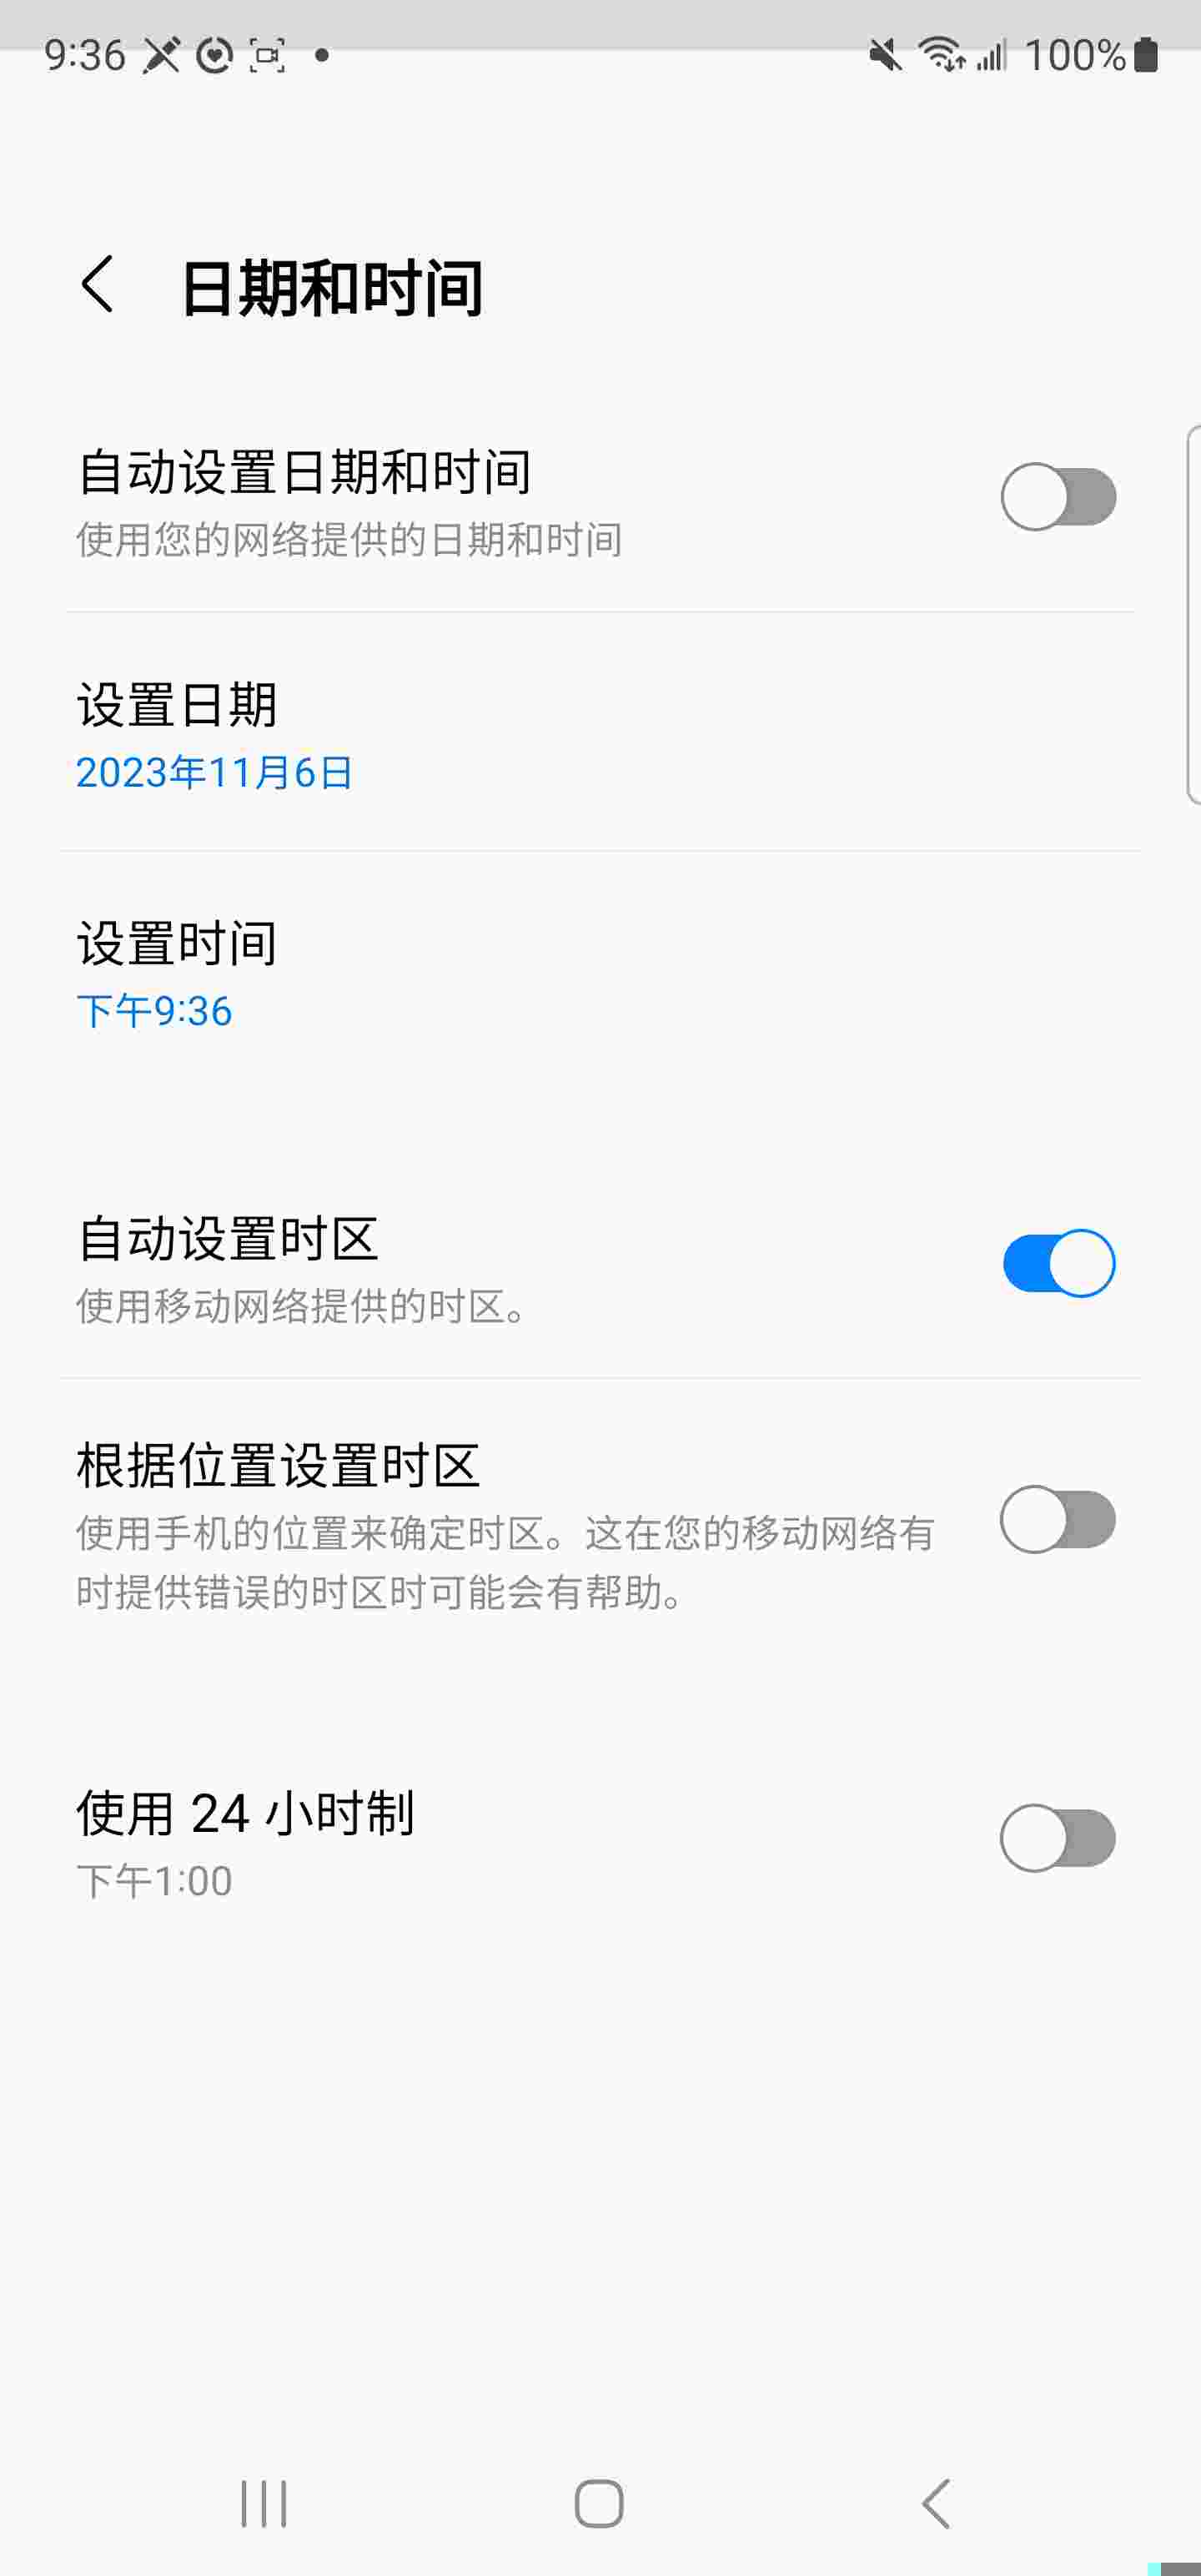 9:36 100%
日期和时间
自动设置日期和时间
使用您的网络提供的日期和时间
设置日期
2023年11月6日
设置时间
下午9:36
自动设置时区
使用移动网络提供的时区。
根据位置设置时区
使用手机的位置来确定时区。这在您的移动网络有
时提供错误的时区时可能会有帮助。
使用 24 小时制
下午1:00